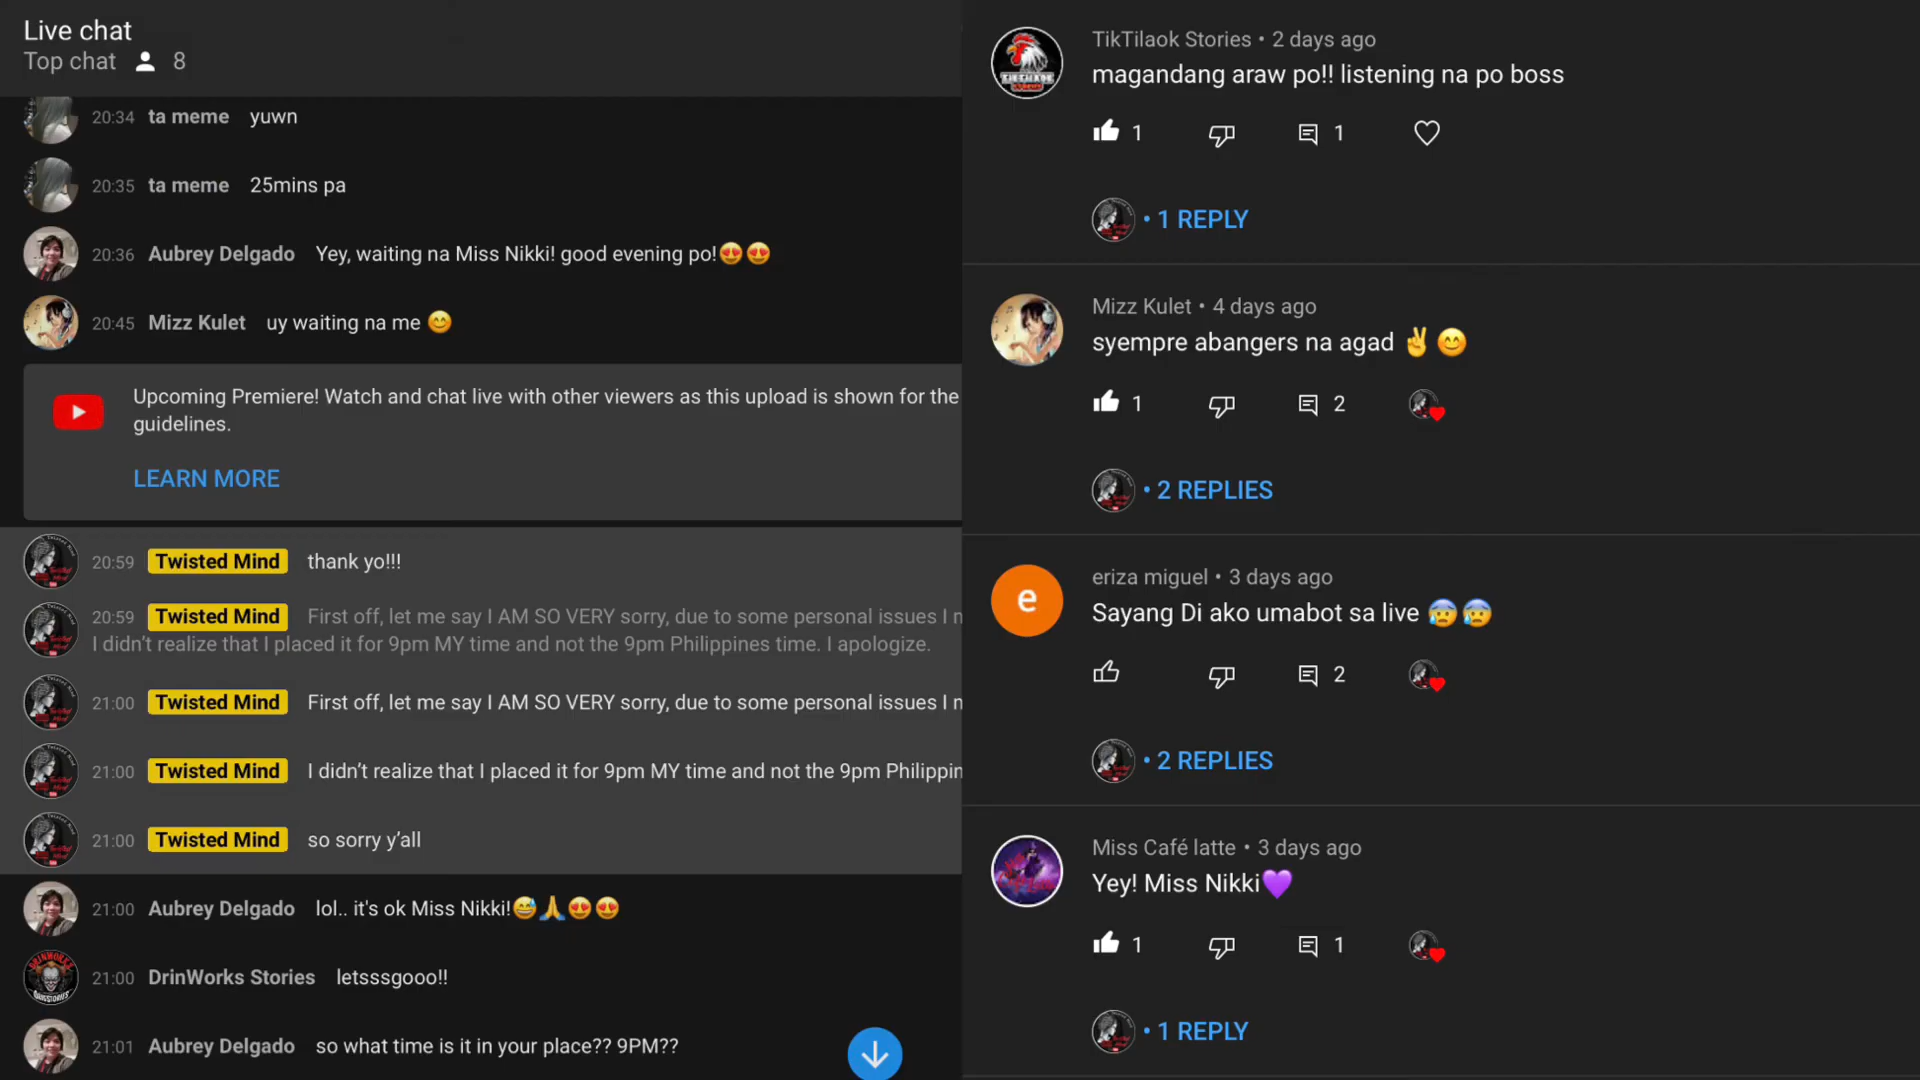 Live chat
Top chat 8
20:34 ta meme yuwn
20:35 ta meme 25mins pa
20:36 Aubrey Delgado Yey, waiting na Miss Nikki! good evening po!😍😍
20:45 Mizz Kulet uy waiting na me 😊
Upcoming Premiere! Watch and chat live with other viewers as this upload is shown for the
guidelines.
LEARN MORE
20:59 Twisted Mind thank yo!!!
20:59 Twisted Mind First off, let me say I AM SO VERY sorry, due to some personal issues I
I didn't realize that I placed it for 9pm MY time and not the 9pm Philippines time. I apologize.
21:00 Twisted Mind First off, let me say I AM SO VERY sorry, due to some personal issues I
21:00 Twisted Mind I didn't realize that I placed it for 9pm MY time and not the 9pm Philippin
21:00 Twisted Mind so sorry y'all
21:00 Aubrey Delgado lol.. it's ok Miss Nikki!😅🙏😍😍
21:00 DrinWorks Stories letsssgooo!!
21:01 Aubrey Delgado so what time is it in your place?? 9PM??
TikTilaok Stories • 2 days ago
magandang araw po!! listening na po boss
1 1
• 1 REPLY
Mizz Kulet • 4 days ago
syempre abangers na agad ✌😊
1 2
• 2 REPLIES
e
eriza miguel • 3 days ago
Sayang Di ako umabot sa live 😰😰
2
• 2 REPLIES
Miss Café latte • 3 days ago
Yey! Miss Nikki💜
1 1
• 1 REPLY